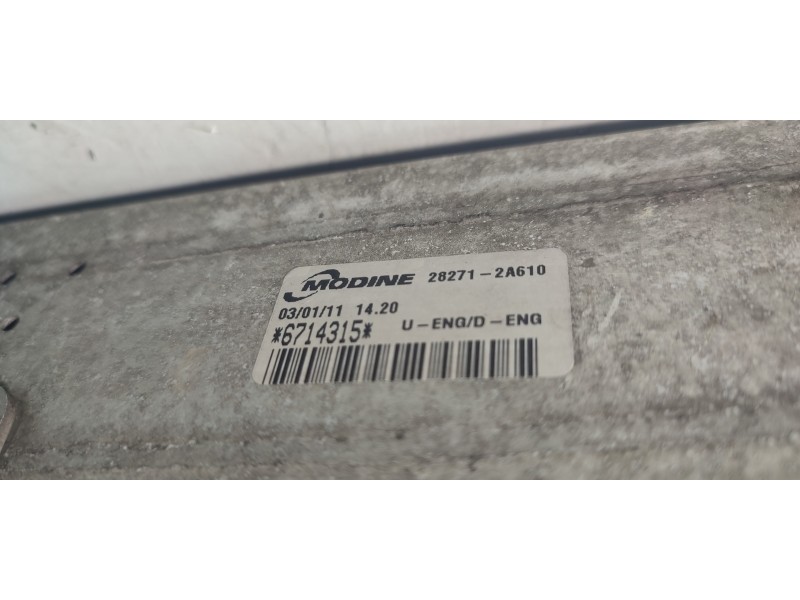 MODINE 28271-2A610
03/01/11 14.20
*6714315* U-ENG/D-ENG